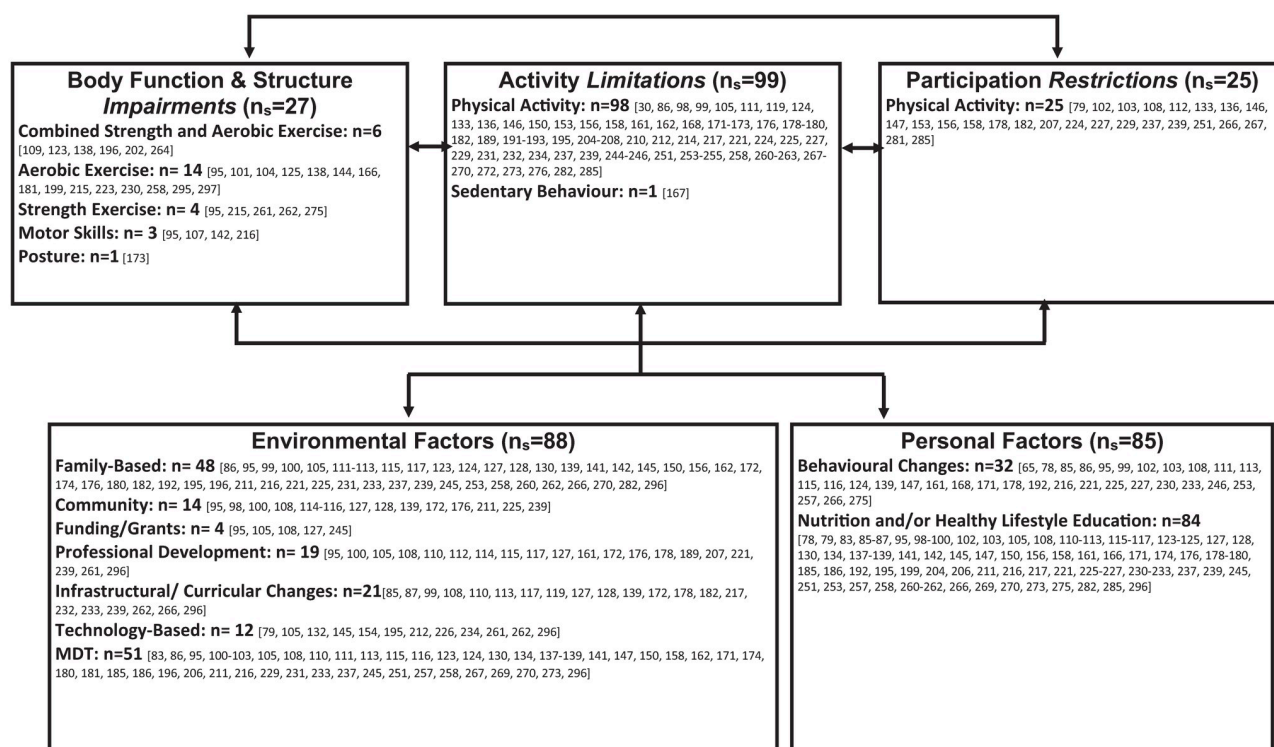 Body Function & Structure
Impairments (ns=27)
Combined Strength and Aerobic Exercise: n=6
[109, 123, 138, 196, 202, 264]
Aerobic Exercise: n= 14 [95, 101, 104, 125, 138, 144, 166,
181, 199, 215, 223, 230, 258, 295, 297]
Strength Exercise: n= 4 [95, 215, 261, 262, 275]
Motor Skills: n= 3 [95, 107, 142, 216]
Posture: n=1 [173]
Activity Limitations (ns=99)
Physical Activity: n=98 [30, 86, 98, 99, 105, 111, 119, 124,
133, 136, 146, 150, 153, 156, 158, 161, 162, 168, 171-173, 176, 178-180,
182, 189, 191-193, 195, 204-208, 210, 212, 214, 217, 221, 224, 225, 227,
229, 231, 232, 234, 237, 239, 244-246, 251, 253-255, 258, 260-263, 267-
270, 272, 273, 276, 282, 285]
Sedentary Behaviour: n=1 [167]
Participation Restrictions (ns=25)
Physical Activity: n=25 [79, 102, 103, 108, 112, 133, 136, 146,
147, 153, 156, 158, 178, 182, 207, 224, 227, 229, 237, 239, 251, 266, 267,
281, 285]
Environmental Factors (ns=88)
Family-Based: n= 48 [86, 95, 99, 100, 105, 111-113, 115, 117, 123, 124, 127, 128, 130, 139, 141, 142, 145, 150, 156, 162, 172,
174, 176, 180, 182, 192, 195, 196, 211, 216, 221, 225, 231, 233, 237, 239, 245, 253, 258, 260, 262, 266, 270, 282, 296]
Community: n= 14 [95, 98, 100, 108, 114-116, 127, 128, 139, 172, 176, 211, 225, 239]
Funding/Grants: n= 4 [95, 105, 108, 127, 245]
Professional Development: n= 19 [95, 100, 105, 108, 110, 112, 114, 115, 117, 127, 161, 172, 176, 178, 189, 207, 221,
239, 261, 296]
Infrastructural/ Curricular Changes: n=21[85, 87, 99, 108, 110, 113, 117, 119, 127, 128, 139, 172, 178, 182, 217,
232, 233, 239, 262, 266, 296]
Technology-Based: n= 12 [79, 105, 132, 145, 154, 195, 212, 226, 234, 261, 262, 296]
MDT: n=51 [83, 86, 95, 100-103, 105, 108, 110, 111, 113, 115, 116, 123, 124, 130, 134, 137-139, 141, 147, 150, 158, 162, 171, 174,
180, 181, 185, 186, 196, 206, 211, 216, 229, 231, 233, 237, 245, 251, 257, 258, 267, 269, 270, 273, 296]
Personal Factors (ns=85)
Behavioural Changes: n=32 [65, 78, 85, 86, 95, 99, 102, 103, 108, 111, 113,
115, 116, 124, 139, 147, 161, 168, 171, 178, 192, 216, 221, 225, 227, 230, 233, 246, 253,
257, 266, 275]
Nutrition and/or Healthy Lifestyle Education: n=84
[78, 79, 83, 85-87, 95, 98-100, 102, 103, 105, 108, 110-113, 115-117, 123-125, 127, 128,
130, 134, 137-139, 141, 142, 145, 147, 150, 156, 158, 161, 166, 171, 174, 176, 178-180,
185, 186, 192, 195, 199, 204, 206, 211, 216, 217, 221, 225-227, 230-233, 237, 239, 245,
251, 253, 257, 258, 260-262, 266, 269, 270, 273, 275, 282, 285, 296]